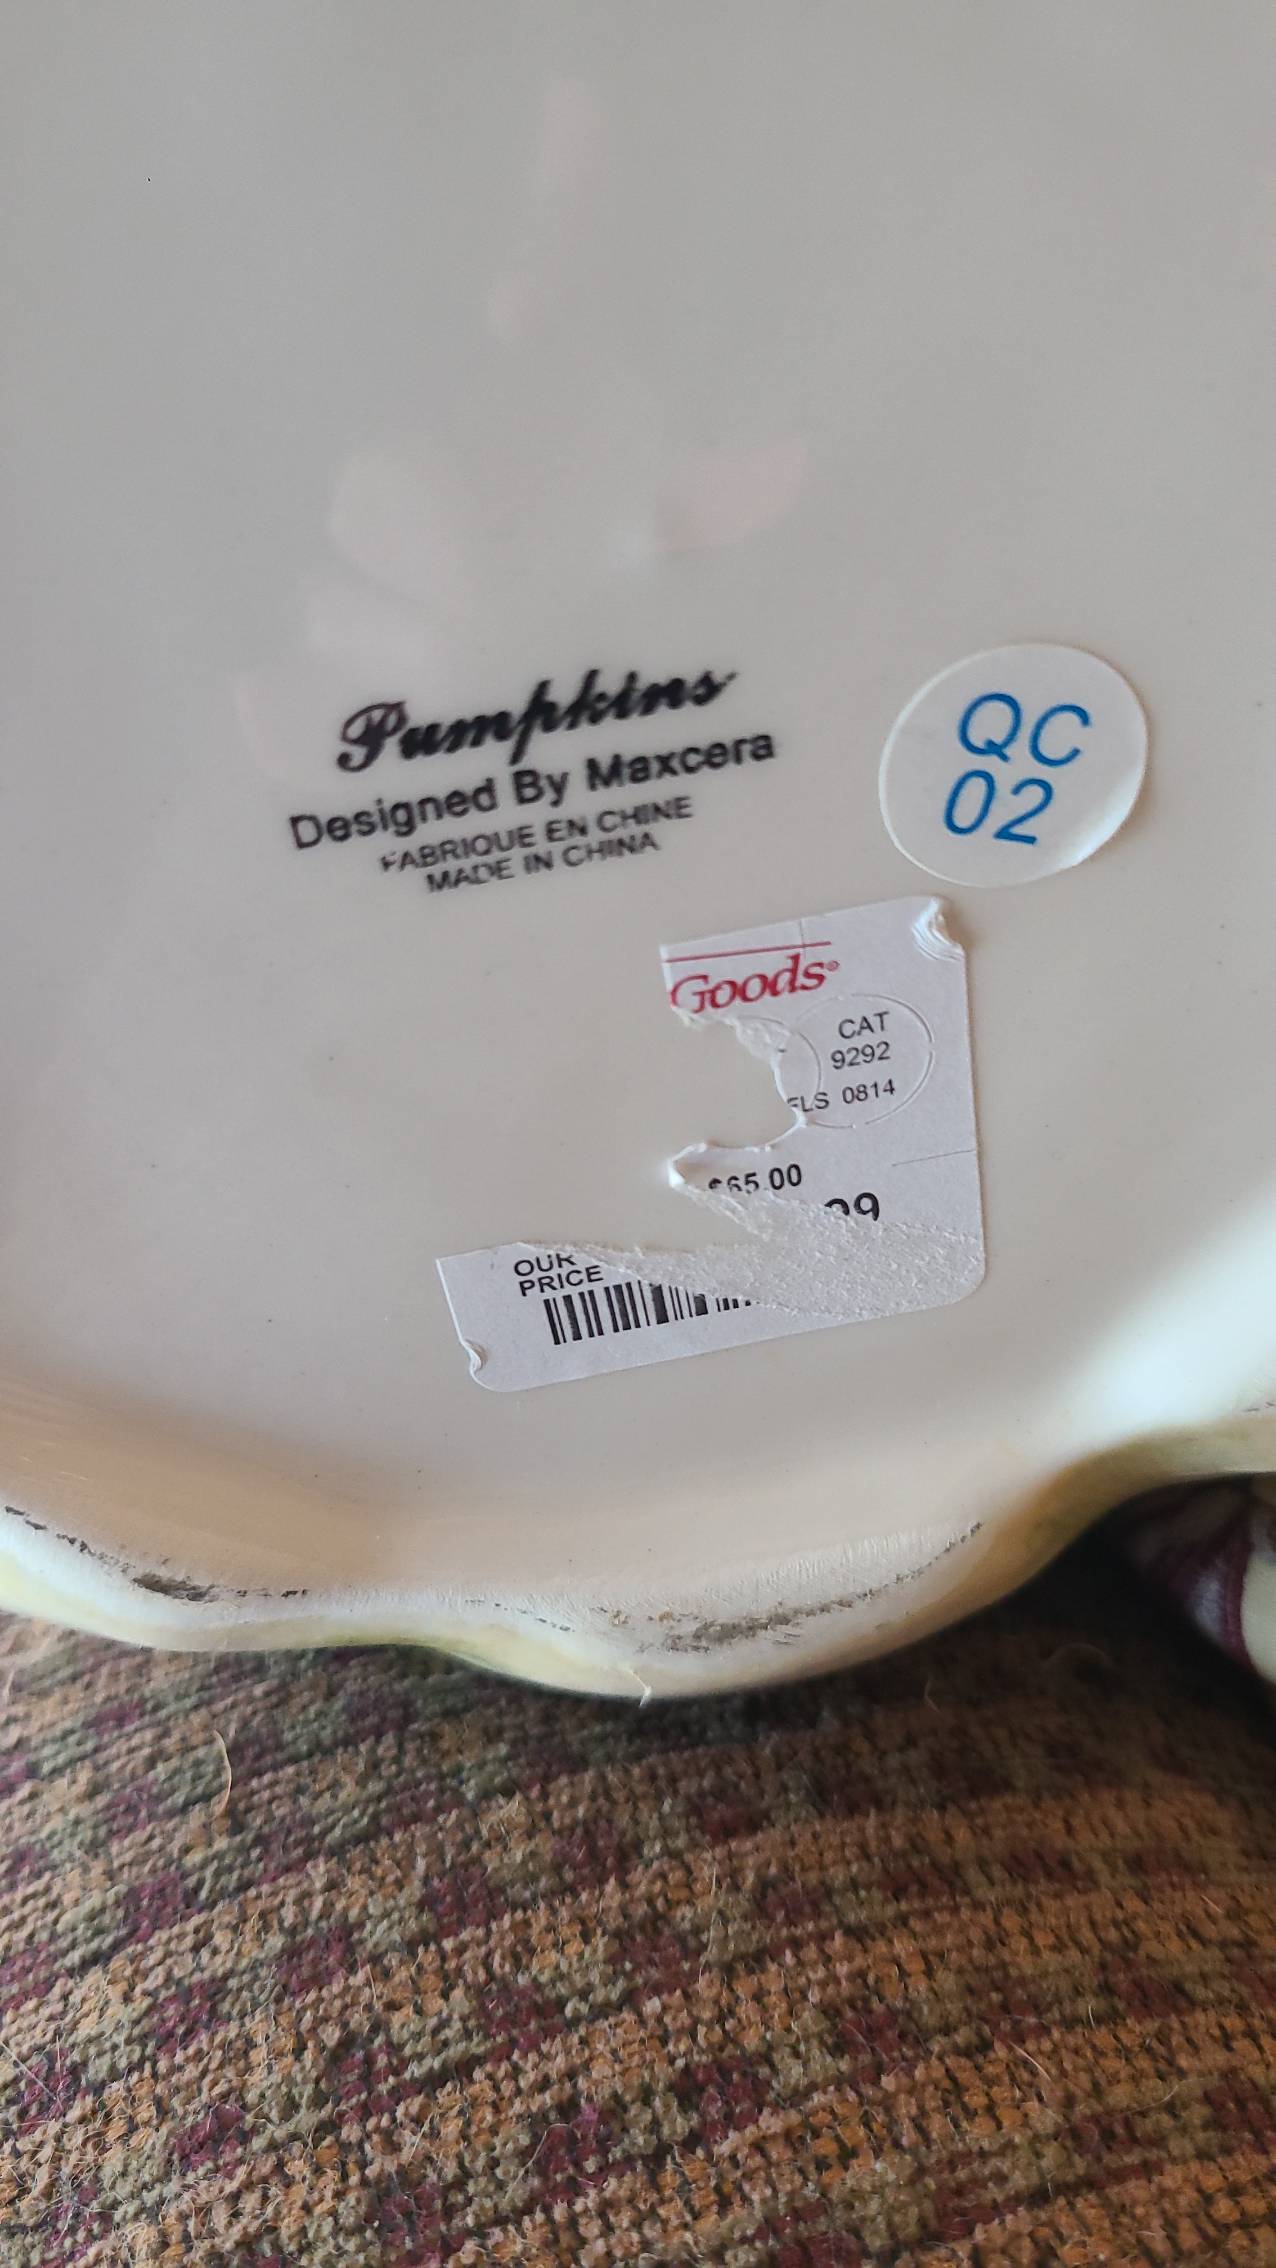 Pumpkins
Designed By Maxcera
FABRIQUE EN CHINE
MADE IN CHINA
QC
02
Goods®
CAT
9292
FLS 0814
$65.00
99
OUR
PRICE